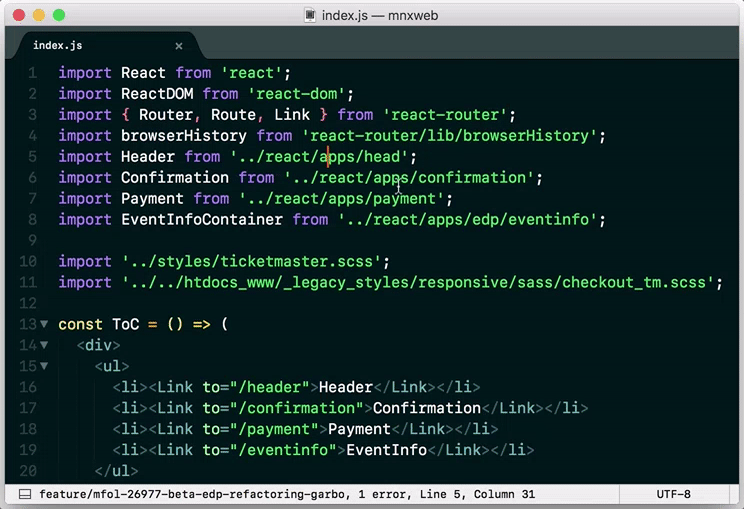 index.js — mnxweb
index.js ×
1 import React from 'react';
2 import ReactDOM from 'react-dom';
3 import { Router, Route, Link } from 'react-router';
4 import browserHistory from 'react-router/lib/browserHistory';
5 import Header from '../react/apps/head';
6 import Confirmation from '../react/apps/confirmation';
7 import Payment from '../react/apps/payment';
8 import EventInfoContainer from '../react/apps/edp/eventinfo';
9
10 import '../styles/ticketmaster.scss';
11 import '../../htdocs_www/_legacy_styles/responsive/sass/checkout_tm.scss';
12
13 const ToC = () => (
14 <div>
15 <ul>
16 <li><Link to="/header">Header</Link></li>
17 <li><Link to="/confirmation">Confirmation</Link></li>
18 <li><Link to="/payment">Payment</Link></li>
19 <li><Link to="/eventinfo">EventInfo</Link></li>
20 </ul>
feature/mfol-26977-beta-edp-refactoring-garbo, 1 error, Line 5, Column 31 UTF-8